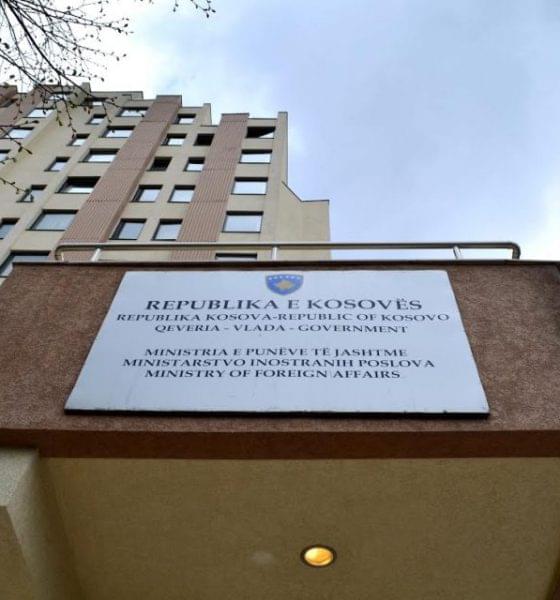 REPUBLIKA E KOSOVËS
REPUBLIKA KOSOVA-REPUBLIC OF KOSOVO
QEVERIA - VLADA - GOVERNMENT
MINISTRIA E PUNËVE TË JASHTME
MINISTARSTVO INOSTRANIH POSLOVA
MINISTRY OF FOREIGN AFFAIRS